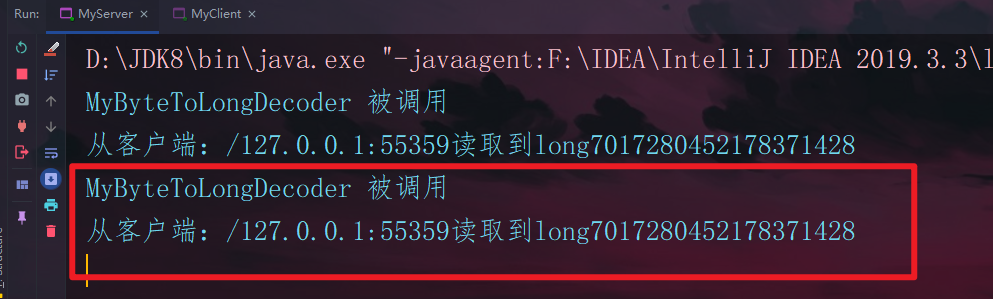 Run: MyServer × MyClient ×
D:\JDK8\bin\java.exe "-javaagent:F:\IDEA\IntelliJ IDEA 2019.3.3\l
MyByteToLongDecoder 被调用
从客户端：/127.0.0.1:55359读取到long7017280452178371428
MyByteToLongDecoder 被调用
从客户端：/127.0.0.1:55359读取到long7017280452178371428